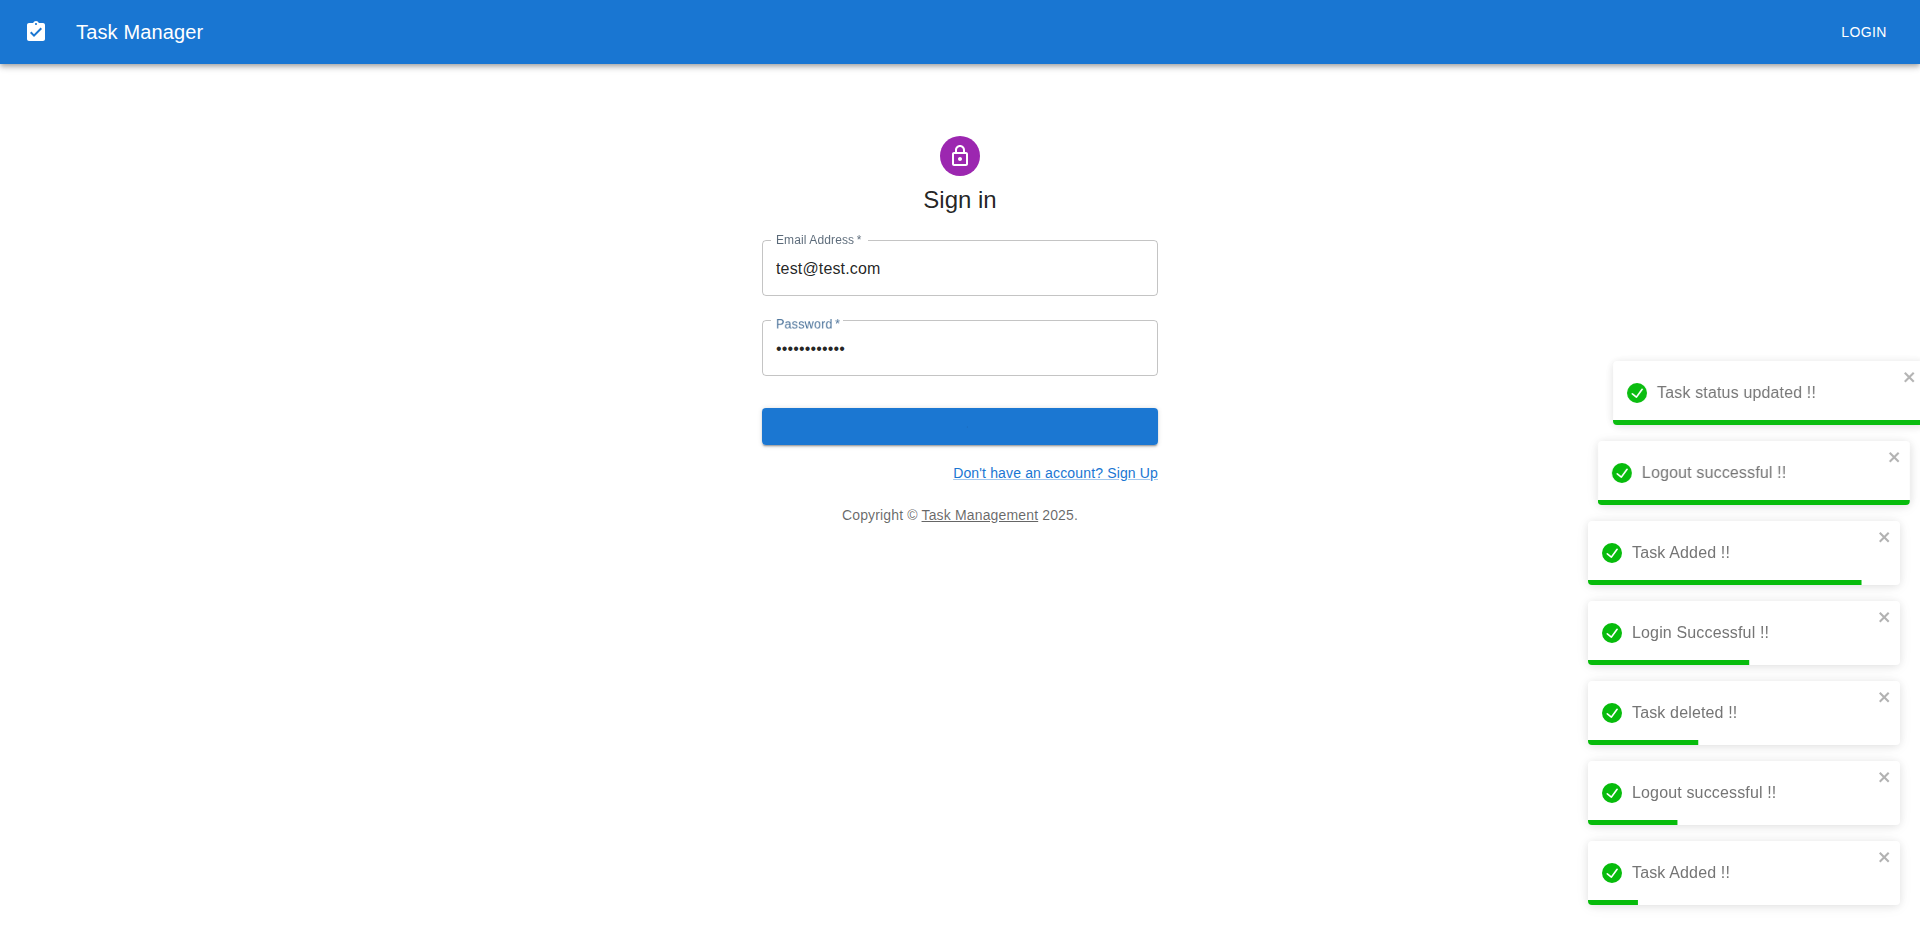 Task Manager
LOGIN
Sign in
Email Address *
test@test.com
Password *
••••••••••••
Don't have an account? Sign Up
Copyright © Task Management 2025.
Task status updated !!
Logout successful !!
Task Added !!
Login Successful !!
Task deleted !!
Logout successful !!
Task Added !!